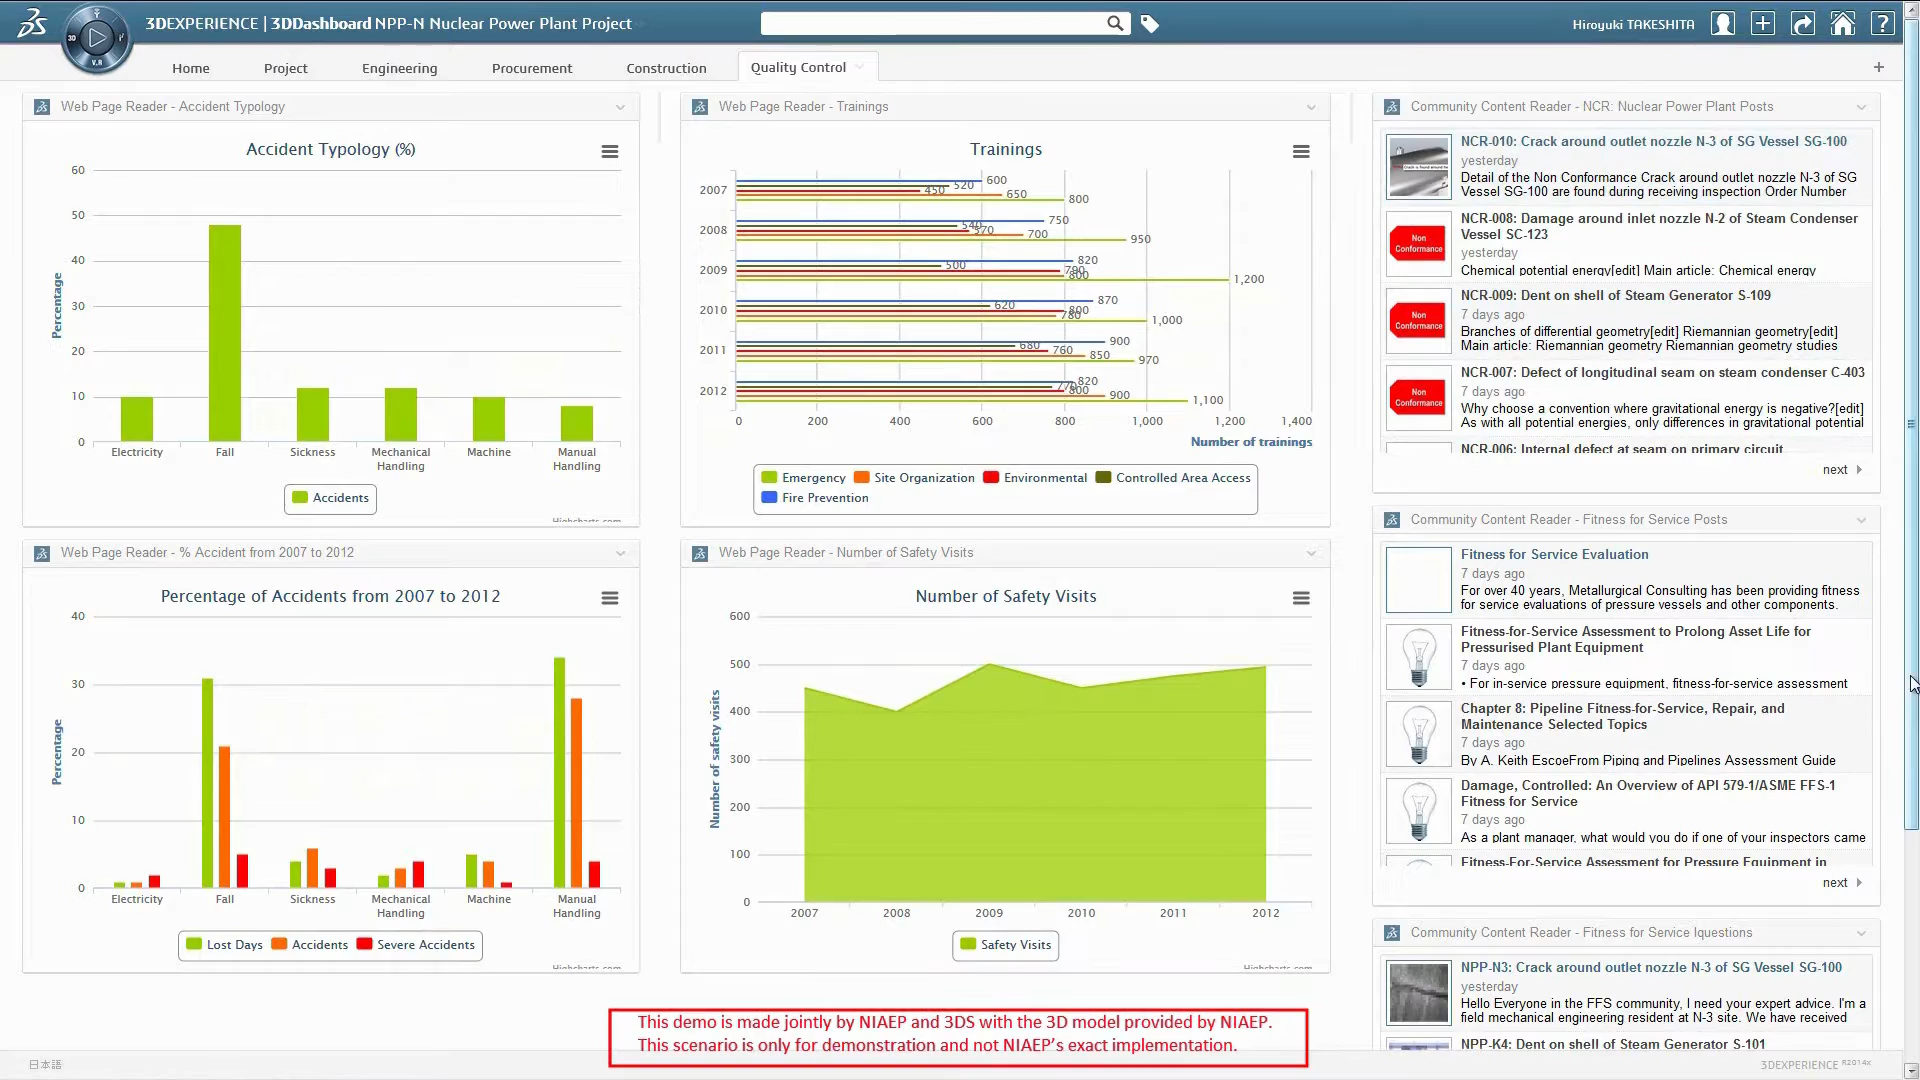 3DEXPERIENCE | 3DDashboard NPP-N Nuclear Power Plant Project
Hiroyuki TAKESHITA
3D
V.R
Home
Project
Engineering
Procurement
Construction
Quality Control
Web Page Reader - Accident Typology
Accident Typology (%)
Percentage
60
50
40
30
20
10
0
Electricity
Fall
Sickness
Mechanical
Handling
Machine
Manual
Handling
Accidents
Highcharts.com
Web Page Reader - Trainings
Trainings
2007
600
520
450
650
800
2008
750
540
570
700
950
2009
820
500
790
800
1,200
2010
870
620
800
780
1,000
2011
900
680
760
850
970
2012
820
770
800
900
1,100
0
200
400
600
800
1,000
1,200
1,400
Number of trainings
Emergency
Site Organization
Environmental
Controlled Area Access
Fire Prevention
Web Page Reader - % Accident from 2007 to 2012
Percentage of Accidents from 2007 to 2012
Percentage
40
30
20
10
0
Electricity
Fall
Sickness
Mechanical
Handling
Machine
Manual
Handling
Lost Days
Accidents
Severe Accidents
Highcharts.com
Web Page Reader - Number of Safety Visits
Number of Safety Visits
Number of safety visits
600
500
400
300
200
100
0
2007
2008
2009
2010
2011
2012
Safety Visits
Highcharts.com
Community Content Reader - NCR: Nuclear Power Plant Posts
NCR-010: Crack around outlet nozzle N-3 of SG Vessel SG-100
yesterday
Detail of the Non Conformance Crack around outlet nozzle N-3 of SG
Vessel SG-100 are found during receiving inspection Order Number
Non
Conformance
NCR-008: Damage around inlet nozzle N-2 of Steam Condenser
Vessel SC-123
yesterday
Chemical potential energy[edit] Main article: Chemical energy
Non
Conformance
NCR-009: Dent on shell of Steam Generator S-109
7 days ago
Branches of differential geometry[edit] Riemannian geometry[edit]
Main article: Riemannian geometry Riemannian geometry studies
Non
Conformance
NCR-007: Defect of longitudinal seam on steam condenser C-403
7 days ago
Why choose a convention where gravitational energy is negative?[edit]
As with all potential energies, only differences in gravitational potential
NCR-006: Internal defect at seam on primary circuit
next
Community Content Reader - Fitness for Service Posts
Fitness for Service Evaluation
7 days ago
For over 40 years, Metallurgical Consulting has been providing fitness
for service evaluations of pressure vessels and other components.
Fitness-for-Service Assessment to Prolong Asset Life for
Pressurised Plant Equipment
7 days ago
• For in-service pressure equipment, fitness-for-service assessment
Chapter 8: Pipeline Fitness-for-Service, Repair, and
Maintenance Selected Topics
7 days ago
By A. Keith EscoeFrom Piping and Pipelines Assessment Guide
Damage, Controlled: An Overview of API 579-1/ASME FFS-1
Fitness for Service
7 days ago
As a plant manager, what would you do if one of your inspectors came
Fitness-For-Service Assessment for Pressure Equipment in
next
Community Content Reader - Fitness for Service Iquestions
NPP-N3: Crack around outlet nozzle N-3 of SG Vessel SG-100
yesterday
Hello Everyone in the FFS community, I need your expert advice. I'm a
field mechanical engineering resident at N-3 site. We have received
NPP-K4: Dent on shell of Steam Generator S-101
This demo is made jointly by NIAEP and 3DS with the 3D model provided by NIAEP.
This scenario is only for demonstration and not NIAEP's exact implementation.
日本語
3DEXPERIENCE R2014x